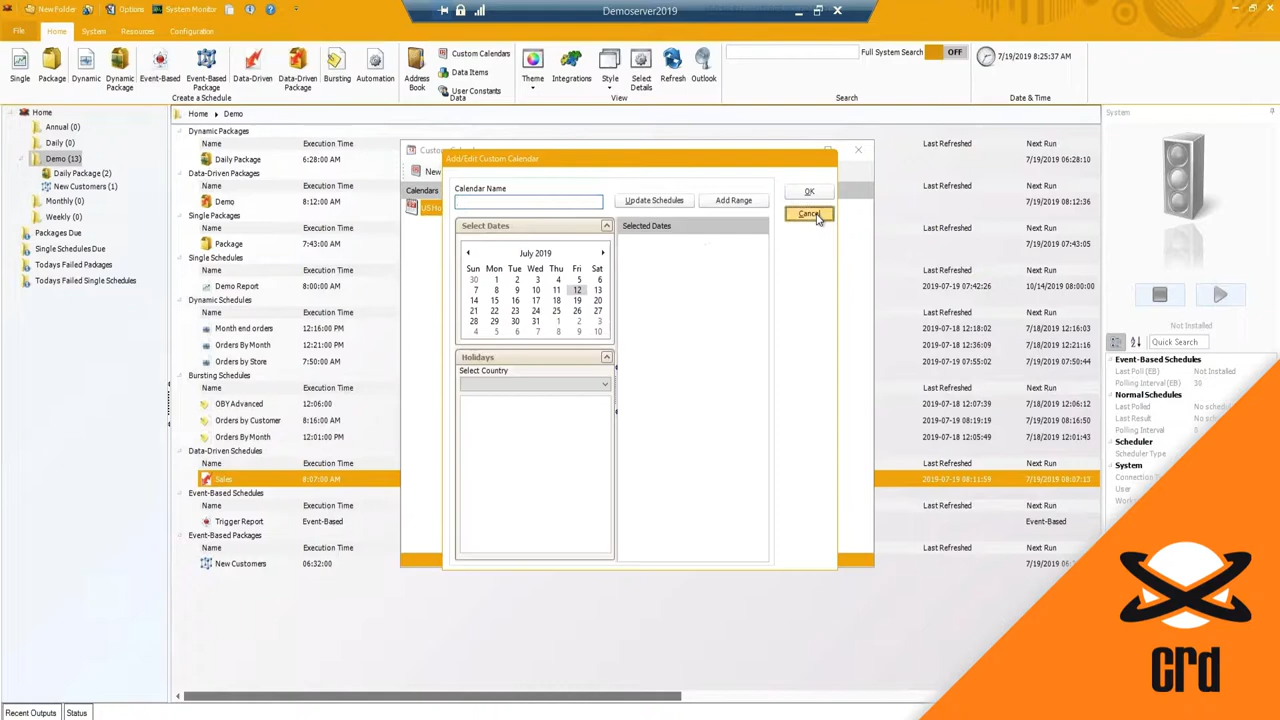 New Folder
Options
System Monitor
Demoserver2019
File
Home
System
Resources
Configuration
Single
Package
Dynamic
Dynamic Package
Event-Based
Event-Based Package
Data-Driven
Data-Driven Package
Bursting
Automation
Create a Schedule
Address Book
Custom Calendars
Data Items
User Constants
Data
Theme
Integrations
Style
Select Details
Refresh
Outlook
View
Full System Search
OFF
Search
7/19/2019 8:25:37 AM
Date & Time
Home
Annual (0)
Daily (0)
Demo (13)
Daily Package (2)
New Customers (1)
Monthly (0)
Weekly (0)
Packages Due
Single Schedules Due
Todays Failed Packages
Todays Failed Single Schedules
Home
Demo
Dynamic Packages
Name Execution Time Last Refreshed Next Run
Daily Package 6:28:00 AM 7/19/2019 06:28:10
Data-Driven Packages
Name Execution Time Last Refreshed Next Run
Demo 8:12:00 AM 7/19/2019 08:12:36
Single Packages
Name Execution Time Last Refreshed Next Run
Package 7:43:00 AM 7/19/2019 07:43:05
Single Schedules
Name Execution Time Last Refreshed Next Run
Demo Report 8:00:00 AM 2019-07-19 07:42:26 10/14/2019 08:00:00
Dynamic Schedules
Name Execution Time Last Refreshed Next Run
Month end orders 12:16:00 PM 2019-07-18 12:18:02 7/18/2019 12:16:03
Orders By Month 12:21:00 PM 2019-07-18 12:36:09 7/18/2019 12:21:16
Orders by Store 7:50:00 AM 2019-07-19 07:55:02 7/19/2019 07:50:44
Bursting Schedules
Name Execution Time Last Refreshed Next Run
OBY Advanced 12:06:00 2019-07-18 12:07:39 7/18/2019 12:06:12
Orders by Customer 8:16:00 AM 2019-07-19 08:19:19 7/19/2019 08:16:50
Orders By Month 12:01:00 PM 2019-07-18 12:05:49 7/18/2019 12:01:43
Data-Driven Schedules
Name Execution Time Last Refreshed Next Run
Sales 8:07:00 AM 2019-07-19 08:11:59 7/19/2019 08:07:13
Event-Based Schedules
Name Execution Time Last Refreshed Next Run
Trigger Report Event-Based Event-Based
Event-Based Packages
Name Execution Time Last Refreshed Next Run
New Customers 06:32:00 7/19/2019 06:32:
New
Calendars
Add/Edit Custom Calendar
Calendar Name
Update Schedules
Add Range
OK
Cancel
Select Dates
Selected Dates
July 2019
Sun Mon Tue Wed Thu Fri Sat
30 1 2 3 4 5 6
7 8 9 10 11 12 13
14 15 16 17 18 19 20
21 22 23 24 25 26 27
28 29 30 31 1 2 3
4 5 6 7 8 9 10
Holidays
Select Country
System
Not Installed
Quick Search
Event-Based Schedules
Last Poll (EB) Not Installed
Polling Interval (EB) 30
Normal Schedules
Last Polled No sched
Last Result No
Polling Interval
Scheduler
Scheduler Type
System
Connection
User
Recent Outputs
Status
crd